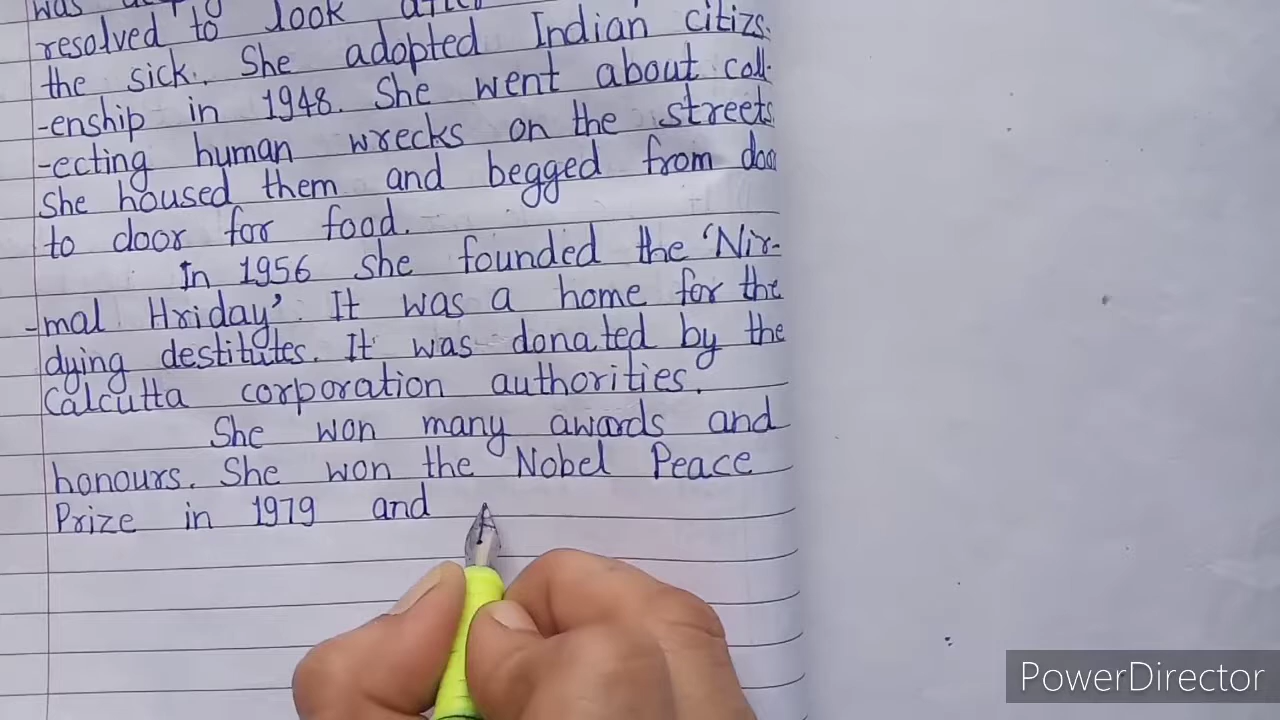 was
resolved to look after
the sick. She adopted Indian citizs-
-enship in 1948. She went about coll-
-ecting human wrecks on the streets
She housed them and begged from doo
to door for food.
In 1956 she founded the 'Nir-
-mal Hriday'. It was a home for the
dying destitutes. It was donated by the
Calcutta corporation authorities.
She won many awards and
honours. She won the Nobel Peace
Prize in 1979 and
PowerDirector